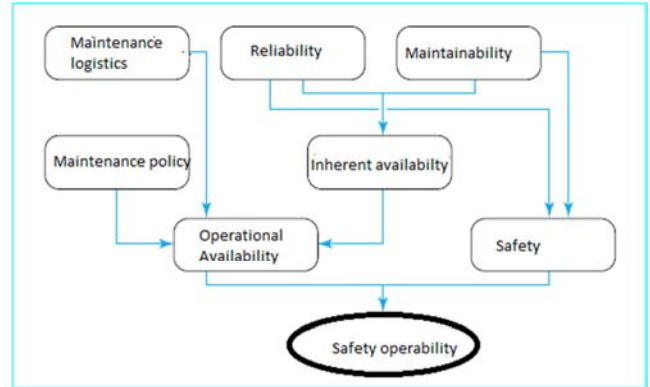 Maintenance
logistics
Reliability
Maintainability
Maintenance policy
Inherent availabilty
Operational
Availability
Safety
Safety operability